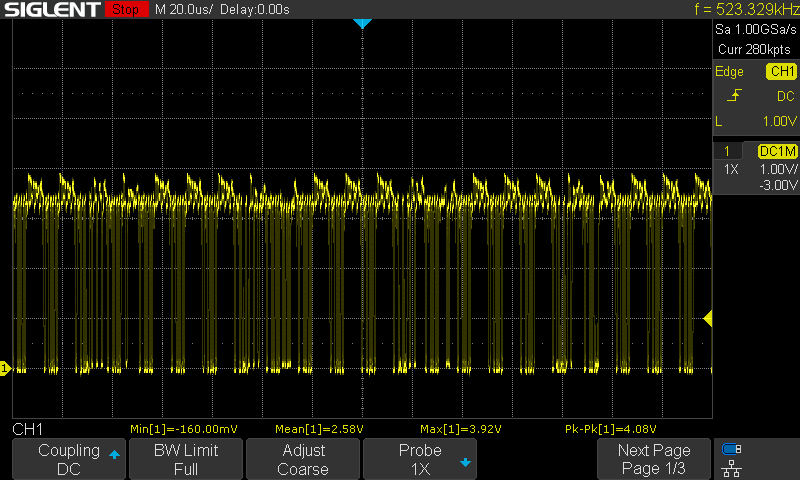 SIGLENT Stop M 20.0us/ Delay:0.00s f = 523.329kHz
Sa 1.00GSa/s
Curr 280kpts
Edge CH1
DC
L 1.00V
1 DC1M
1X 1.00V/
-3.00V
1
CH1 Min[1]=-160.00mV Mean[1]=2.58V Max[1]=3.92V Pk-Pk[1]=4.08V
Coupling BW Limit Adjust Probe Next Page
DC Full Coarse 1X Page 1/3